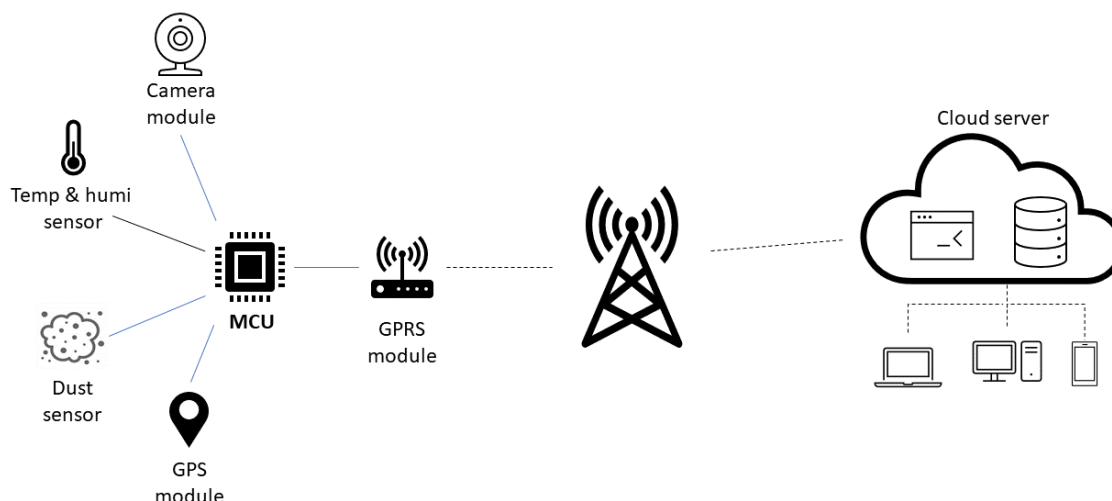 Camera
module
Temp & humi
sensor
MCU
Dust
sensor
GPS
module
GPRS
module
Cloud server